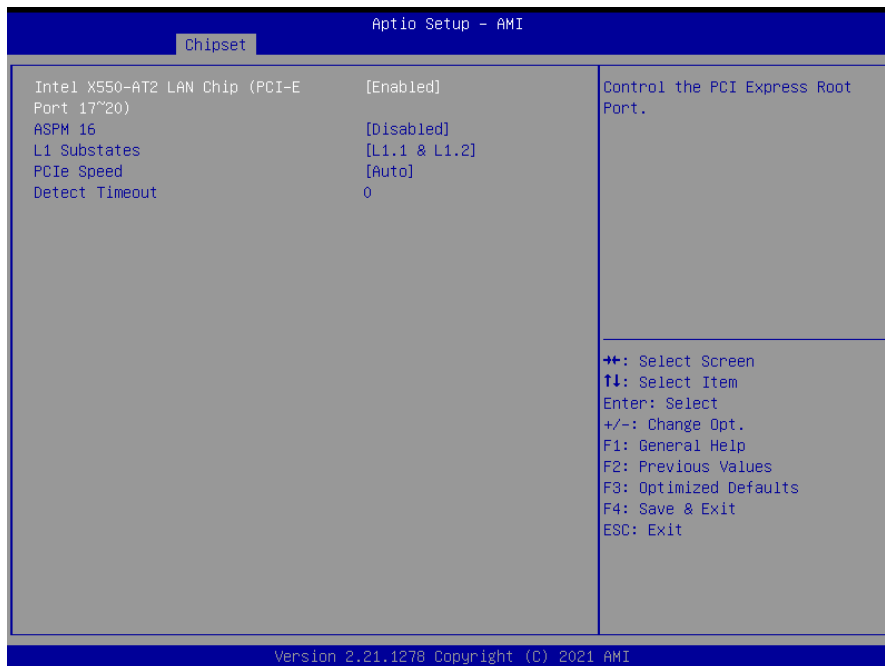 Aptio Setup – AMI
Chipset
Intel X550-AT2 LAN Chip (PCI-E [Enabled]
Port 17~20)
ASPM 16 [Disabled]
L1 Substates [L1.1 & L1.2]
PCIe Speed [Auto]
Detect Timeout 0
Control the PCI Express Root
Port.
→←: Select Screen
↑↓: Select Item
Enter: Select
+/-: Change Opt.
F1: General Help
F2: Previous Values
F3: Optimized Defaults
F4: Save & Exit
ESC: Exit
Version 2.21.1278 Copyright (C) 2021 AMI